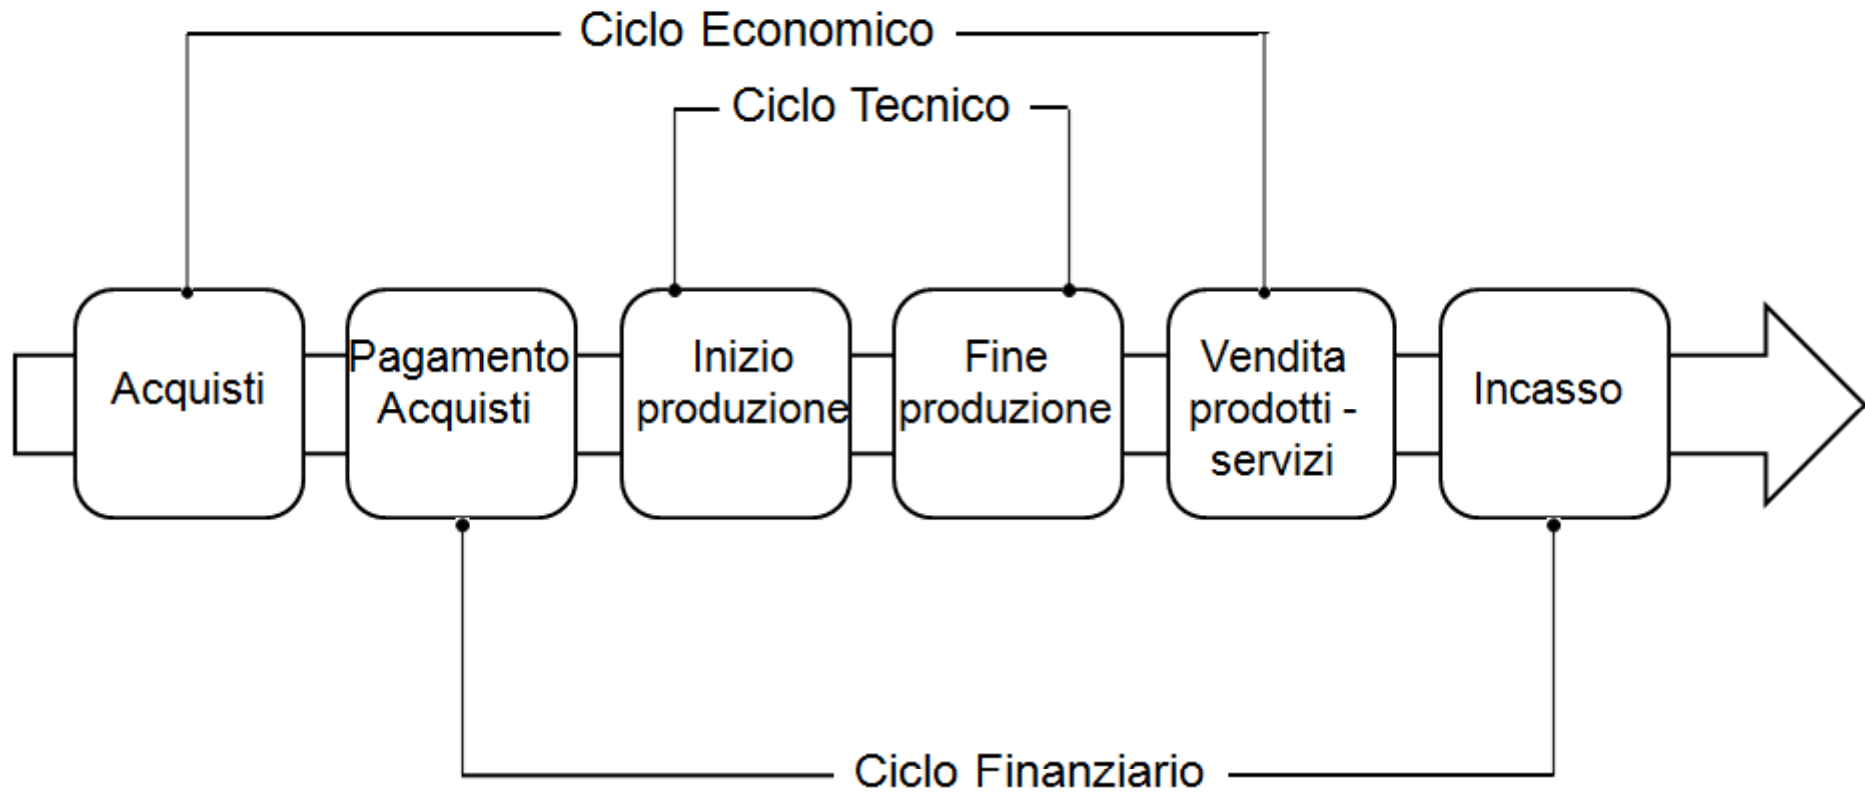 Ciclo Economico
Ciclo Tecnico
Acquisti
Pagamento
Acquisti
Inizio
produzione
Fine
produzione
Vendita
prodotti -
servizi
Incasso
Ciclo Finanziario